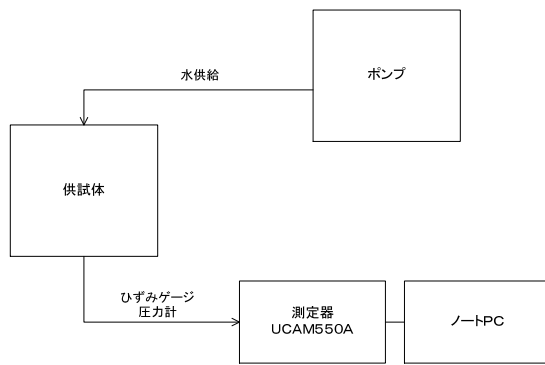 ポンプ
水供給
供試体
ひずみゲージ
圧力計
測定器
UCAM550A
ノートPC